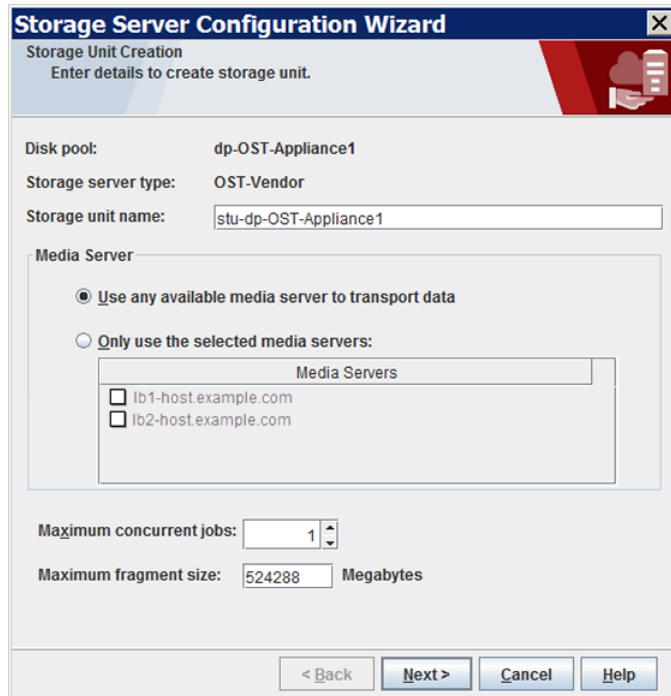 Storage Server Configuration Wizard
Storage Unit Creation
Enter details to create storage unit.
Disk pool: dp-OST-Appliance1
Storage server type: OST-Vendor
Storage unit name: stu-dp-OST-Appliance1
Media Server
Use any available media server to transport data
Only use the selected media servers:
Media Servers
lb1-host.example.com
lb2-host.example.com
Maximum concurrent jobs: 1
Maximum fragment size: 524288 Megabytes
< Back Next > Cancel Help